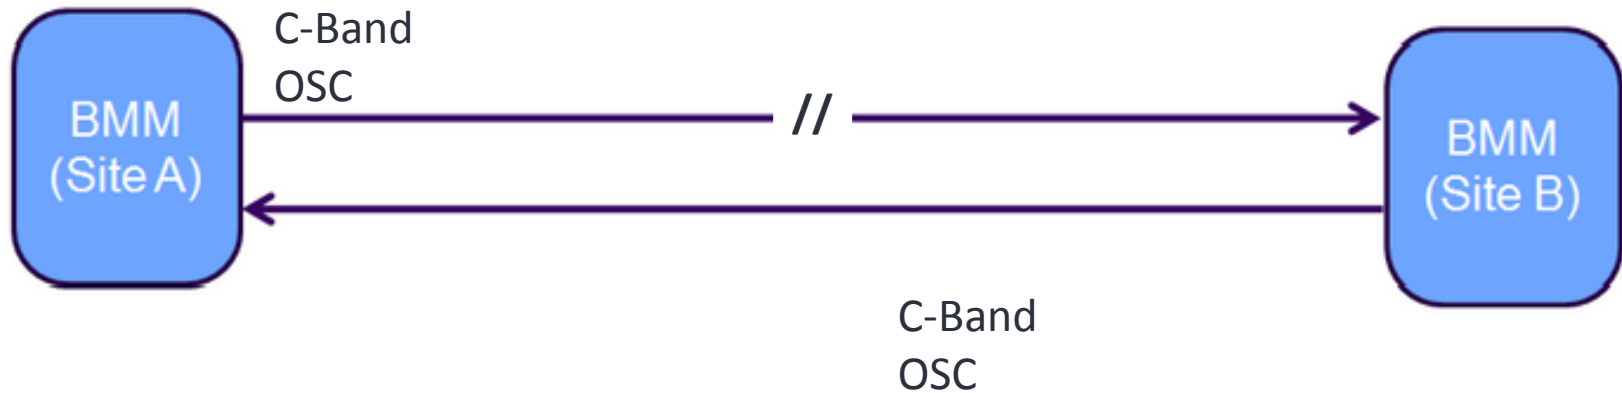 C-Band
OSC
BMM
(Site A)
//
BMM
(Site B)
C-Band
OSC